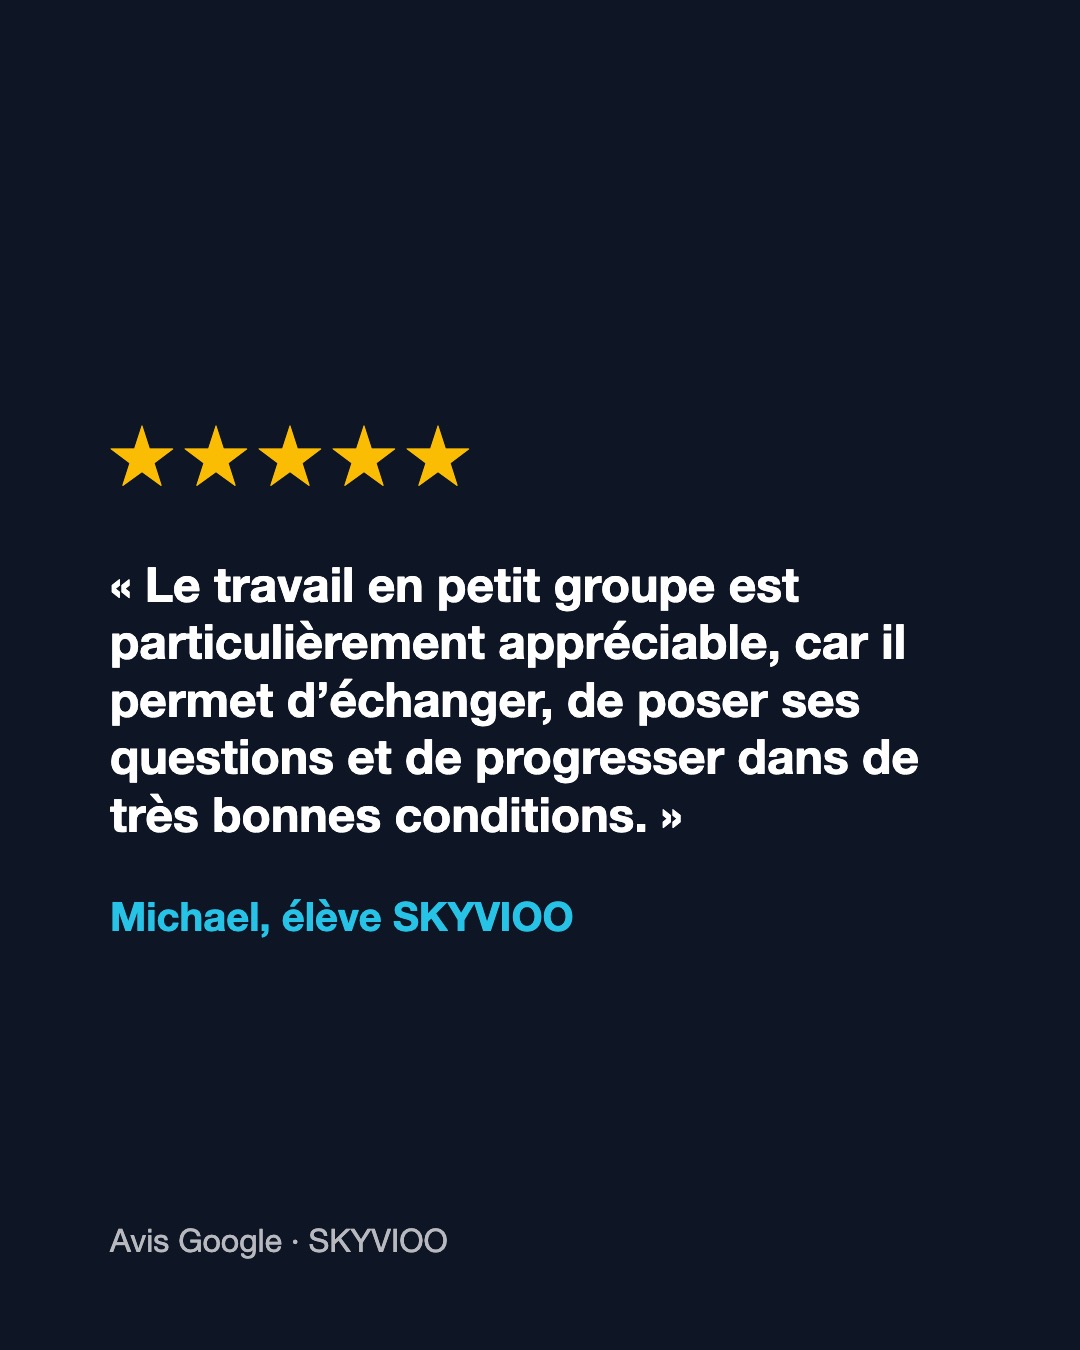 ★★★★★
« Le travail en petit groupe est
particulièrement appréciable, car il
permet d’échanger, de poser ses
questions et de progresser dans de
très bonnes conditions. »
Michael, élève SKYVIOO
Avis Google · SKYVIOO